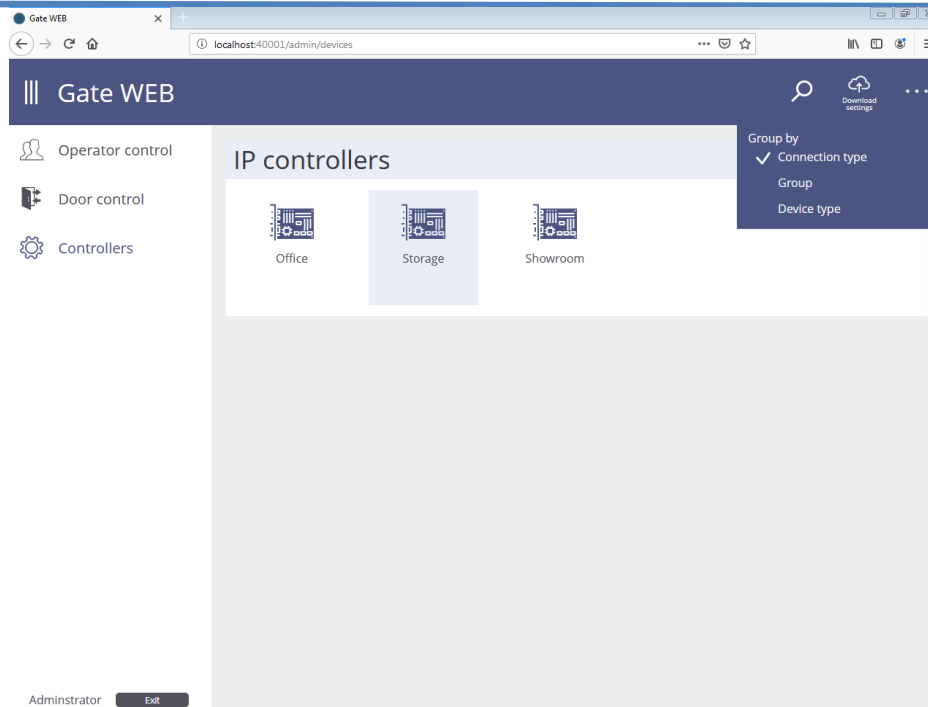 Gate WEB
localhost:40001/admin/devices
Gate WEB
Download
settings
Operator control
Door control
Controllers
IP controllers
Office
Storage
Showroom
Group by
Connection type
Group
Device type
Adminstrator
Exit